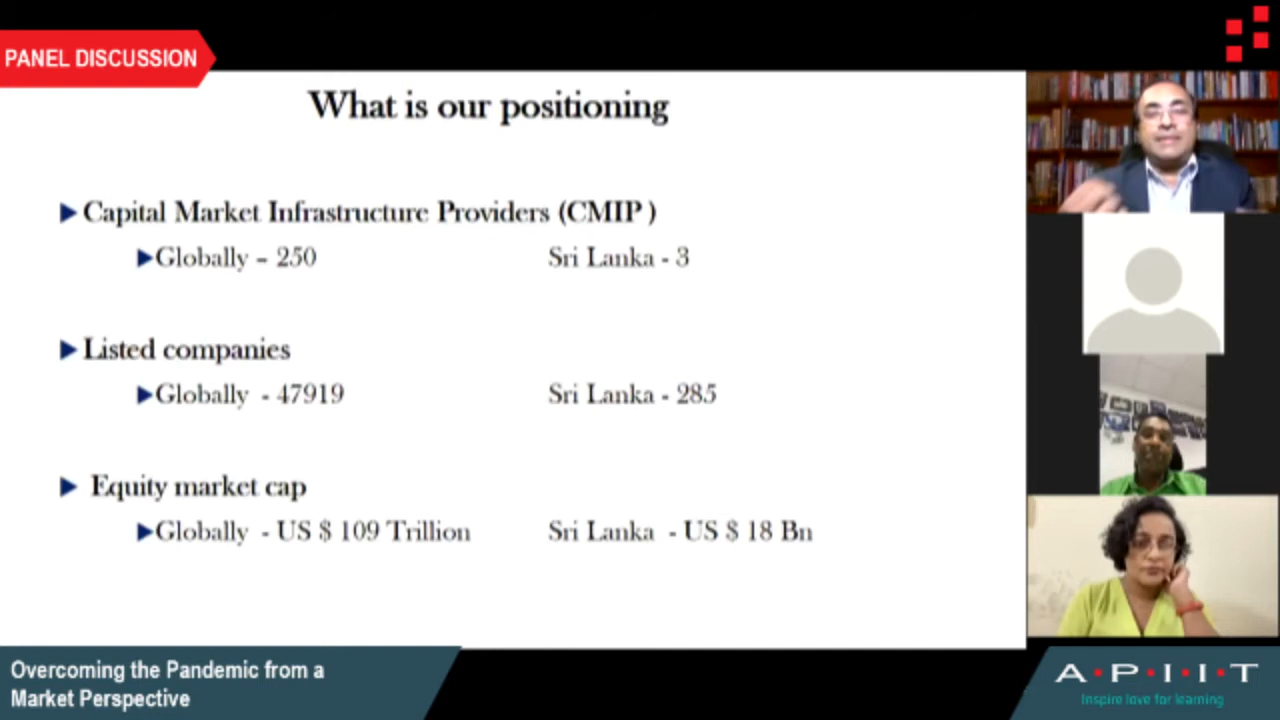 PANEL DISCUSSION
What is our positioning
Capital Market Infrastructure Providers (CMIP )
Globally – 250 Sri Lanka - 3
Listed companies
Globally - 47919 Sri Lanka - 285
Equity market cap
Globally - US $ 109 Trillion Sri Lanka - US $ 18 Bn
Overcoming the Pandemic from a
Market Perspective
A·P·I·I·T
Inspire love for learning